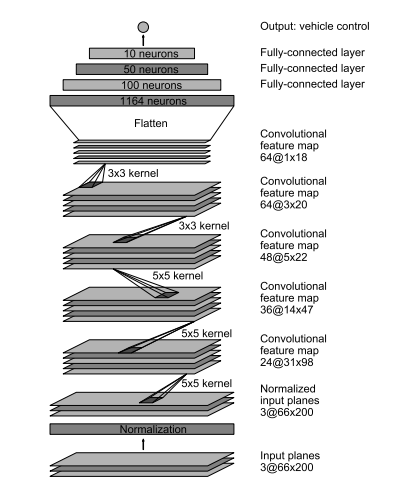 Output: vehicle control
10 neurons
Fully-connected layer
50 neurons
Fully-connected layer
100 neurons
Fully-connected layer
1164 neurons
Flatten
Convolutional
feature map
64@1x18
3x3 kernel
Convolutional
feature map
64@3x20
3x3 kernel
Convolutional
feature map
48@5x22
5x5 kernel
Convolutional
feature map
36@14x47
5x5 kernel
Convolutional
feature map
24@31x98
5x5 kernel
Normalized
input planes
3@66x200
Normalization
Input planes
3@66x200